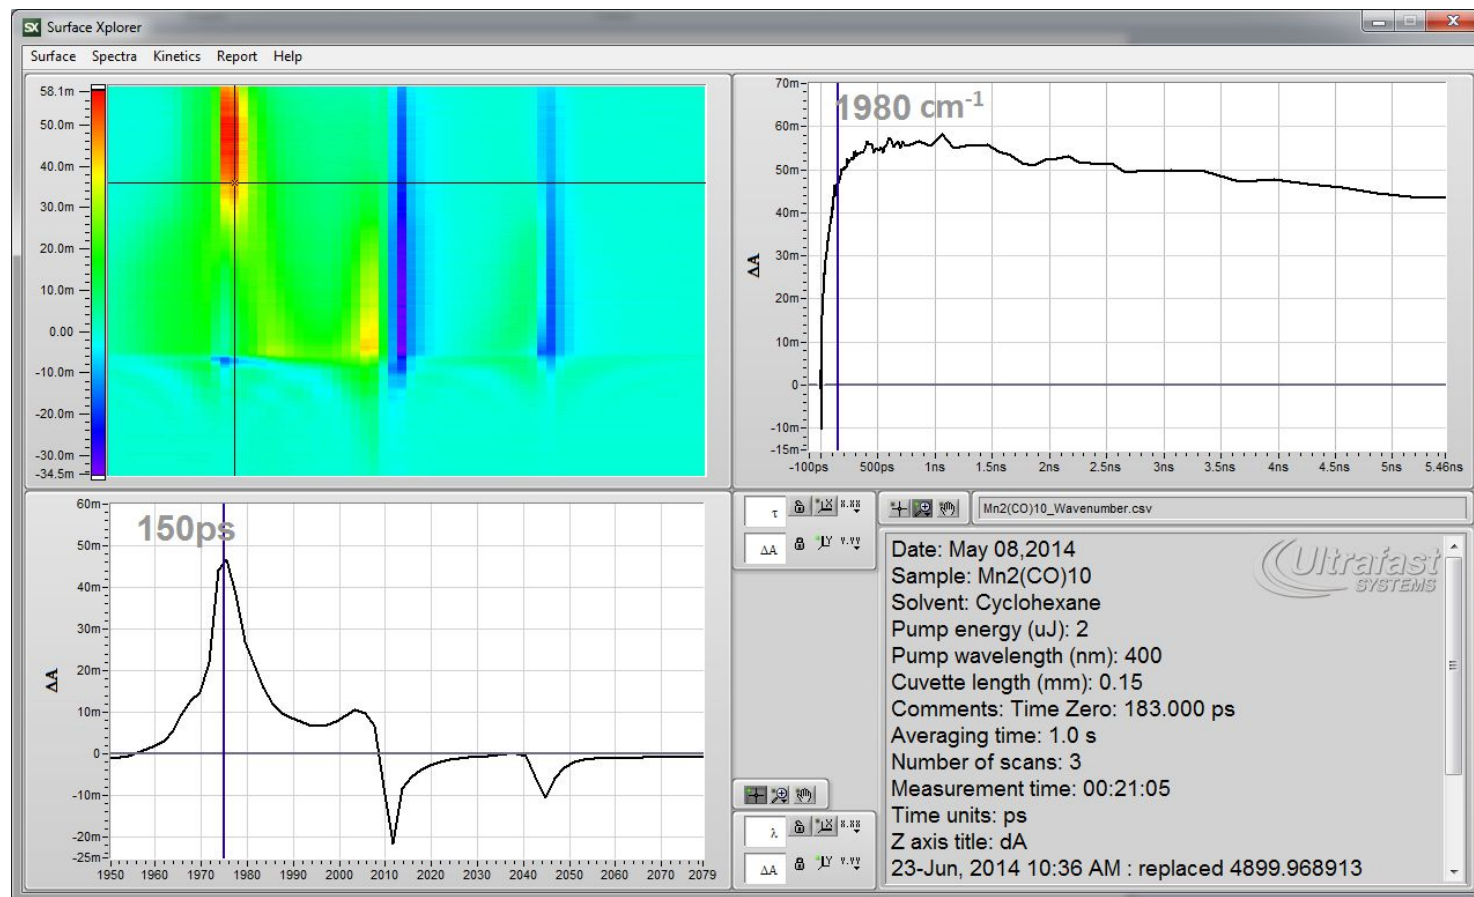 SX Surface Xplorer
Surface Spectra Kinetics Report Help
58.1m
50.0m
40.0m
30.0m
20.0m
10.0m
0.00
-10.0m
-20.0m
-30.0m
-34.5m
1980 cm-1
70m
60m
50m
40m
30m
20m
10m
0
-10m
-15m
ΔA
-100ps 500ps 1ns 1.5ns 2ns 2.5ns 3ns 3.5ns 4ns 4.5ns 5ns 5.46ns
150ps
60m
50m
40m
30m
20m
10m
0
-10m
-20m
-25m
ΔA
1950 1960 1970 1980 1990 2000 2010 2020 2030 2040 2050 2060 2070 2079
τ X X.XX
ΔA Y Y.YY
λ X X.XX
ΔA Y Y.YY
Mn2(CO)10_Wavenumber.csv
Ultrafast
SYSTEMS
Date: May 08,2014
Sample: Mn2(CO)10
Solvent: Cyclohexane
Pump energy (uJ): 2
Pump wavelength (nm): 400
Cuvette length (mm): 0.15
Comments: Time Zero: 183.000 ps
Averaging time: 1.0 s
Number of scans: 3
Measurement time: 00:21:05
Time units: ps
Z axis title: dA
23-Jun, 2014 10:36 AM : replaced 4899.968913